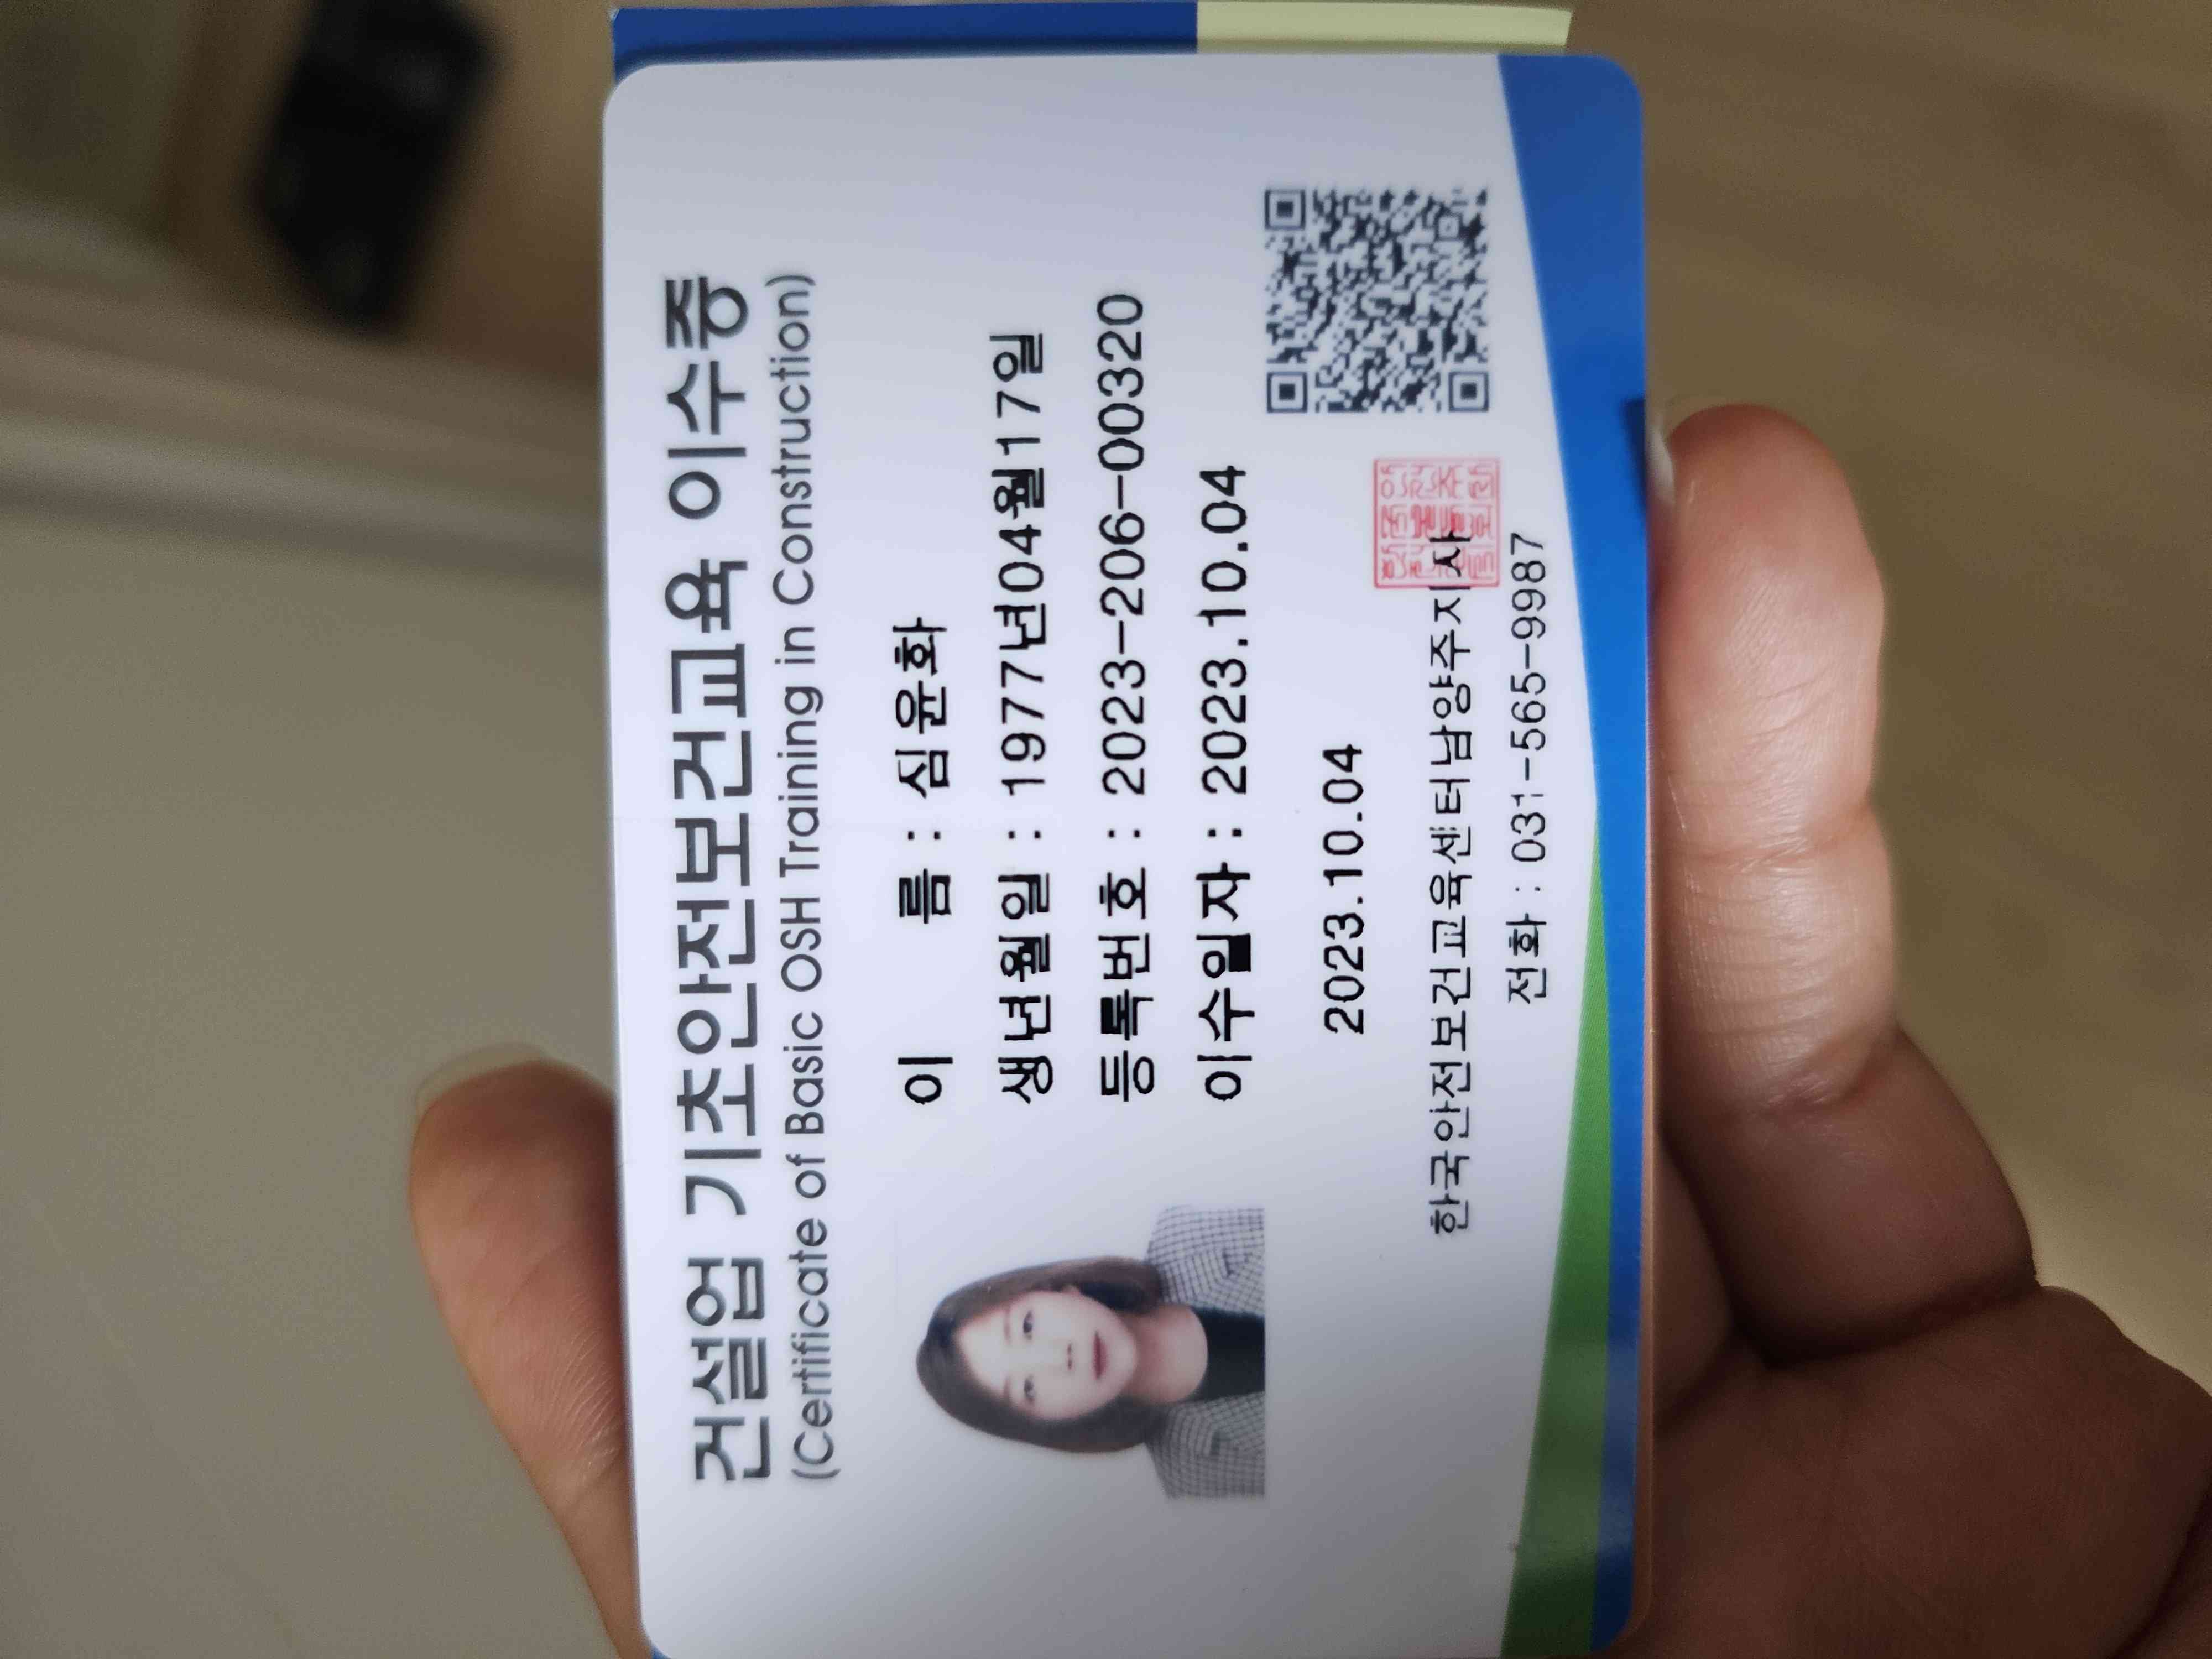 건설업 기초안전보건교육 이수증
(Certificate of Basic OSH Training in Construction)
이 름 : 심윤화
생년월일 : 1977년04월17일
등록번호 : 2023-206-00320
이수일자 : 2023.10.04
2023.10.04
한국안전보건교육센터남양주지사
전화 : 031-565-9987